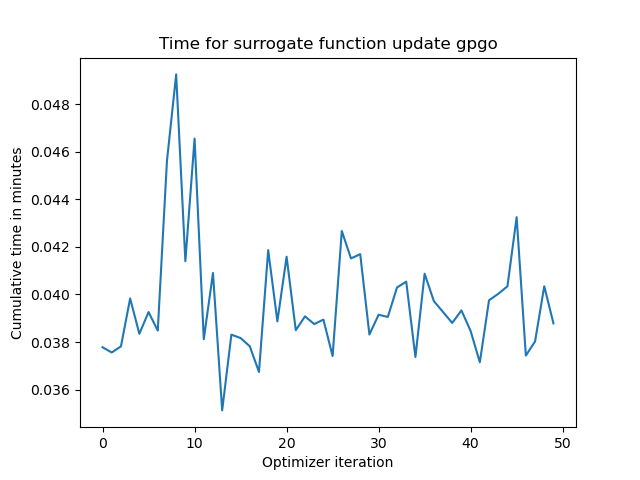 Time for surrogate function update gpgo
Cumulative time in minutes
0.048
0.046
0.044
0.042
0.040
0.038
0.036
0 10 20 30 40 50
Optimizer iteration